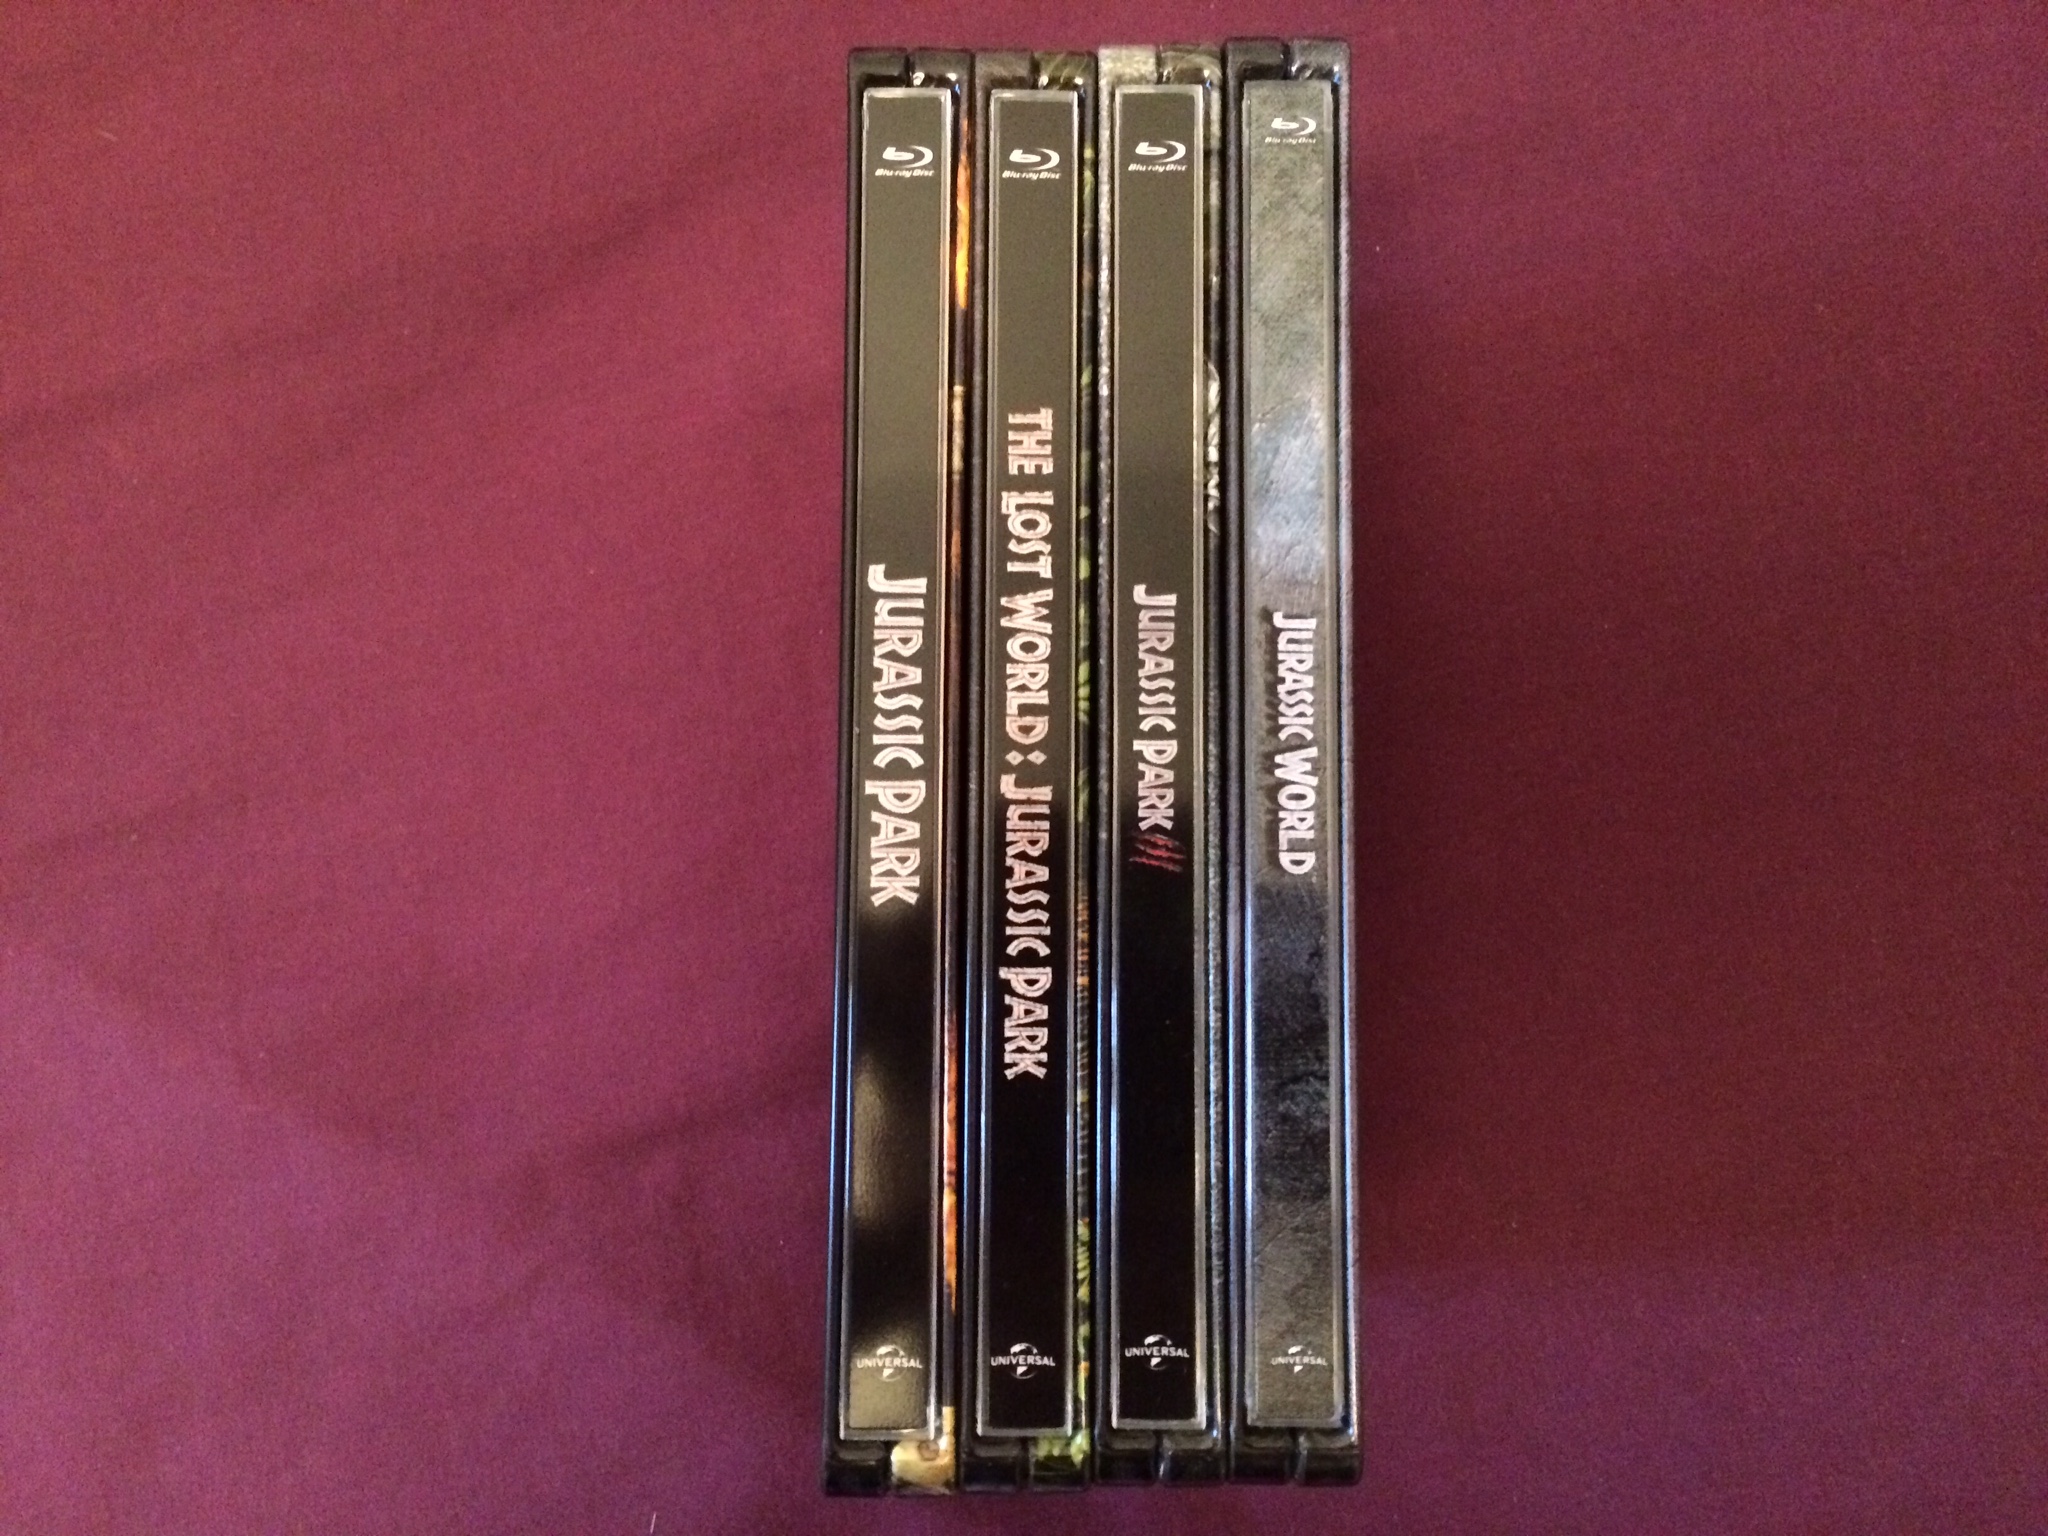 Blu-ray Disc
JURASSIC PARK
UNIVERSAL
Blu-ray Disc
THE LOST WORLD: JURASSIC PARK
UNIVERSAL
Blu-ray Disc
JURASSIC PARK III
UNIVERSAL
Blu-ray Disc
JURASSIC WORLD
UNIVERSAL